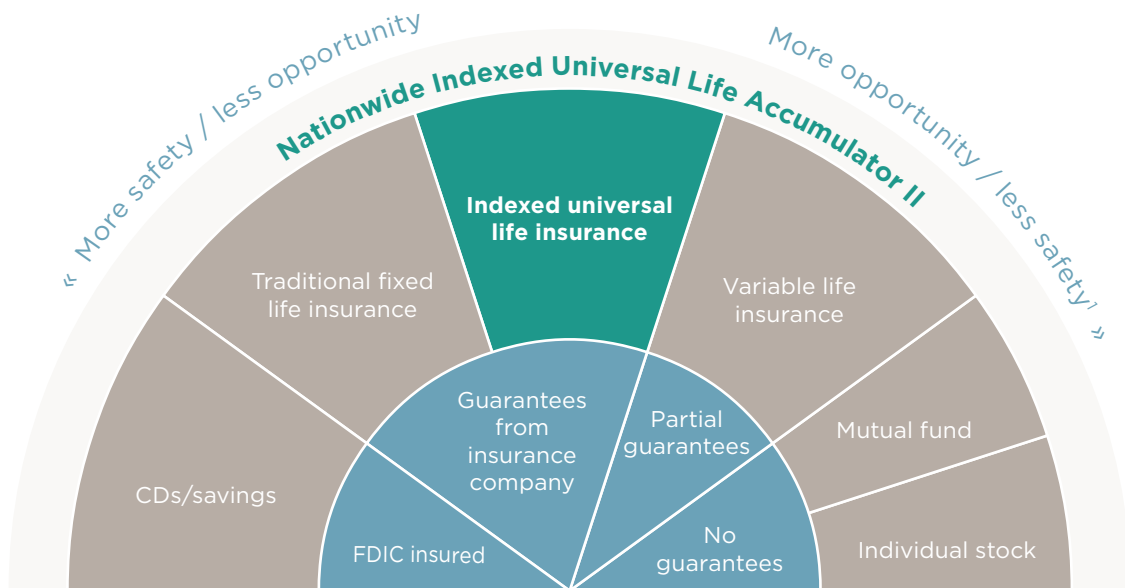 « More safety / less opportunity
More opportunity / less safety¹ »
Nationwide Indexed Universal Life Accumulator II
Indexed universal
life insurance
Traditional fixed
life insurance
Variable life
insurance
CDs/savings
Mutual fund
Individual stock
Guarantees
from
insurance
company
Partial
guarantees
FDIC insured
No
guarantees